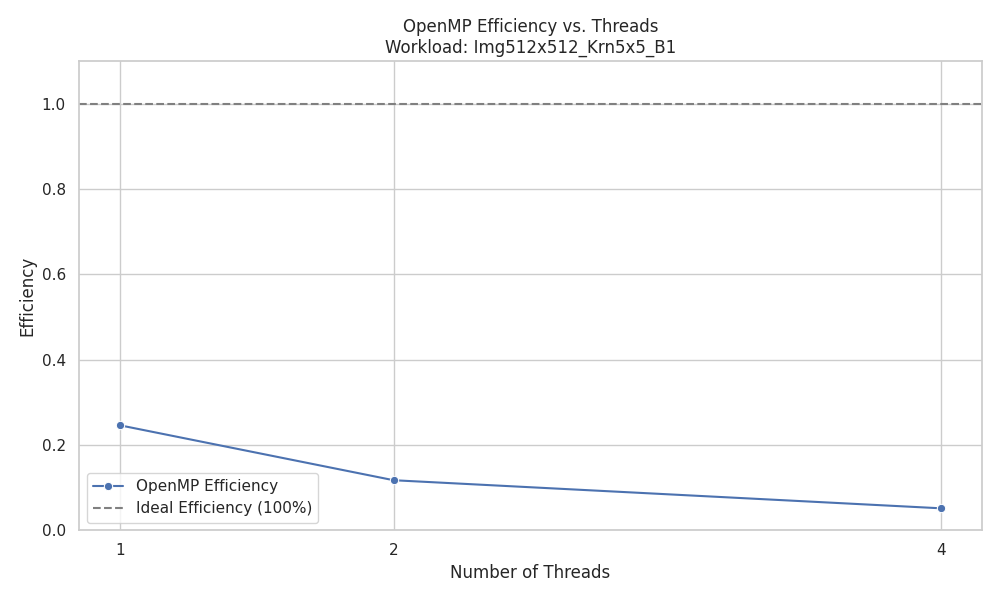 OpenMP Efficiency vs. Threads
Workload: Img512x512_Krn5x5_B1
Efficiency
1.0
0.8
0.6
0.4
0.2
0.0
OpenMP Efficiency
Ideal Efficiency (100%)
1 2 4
Number of Threads